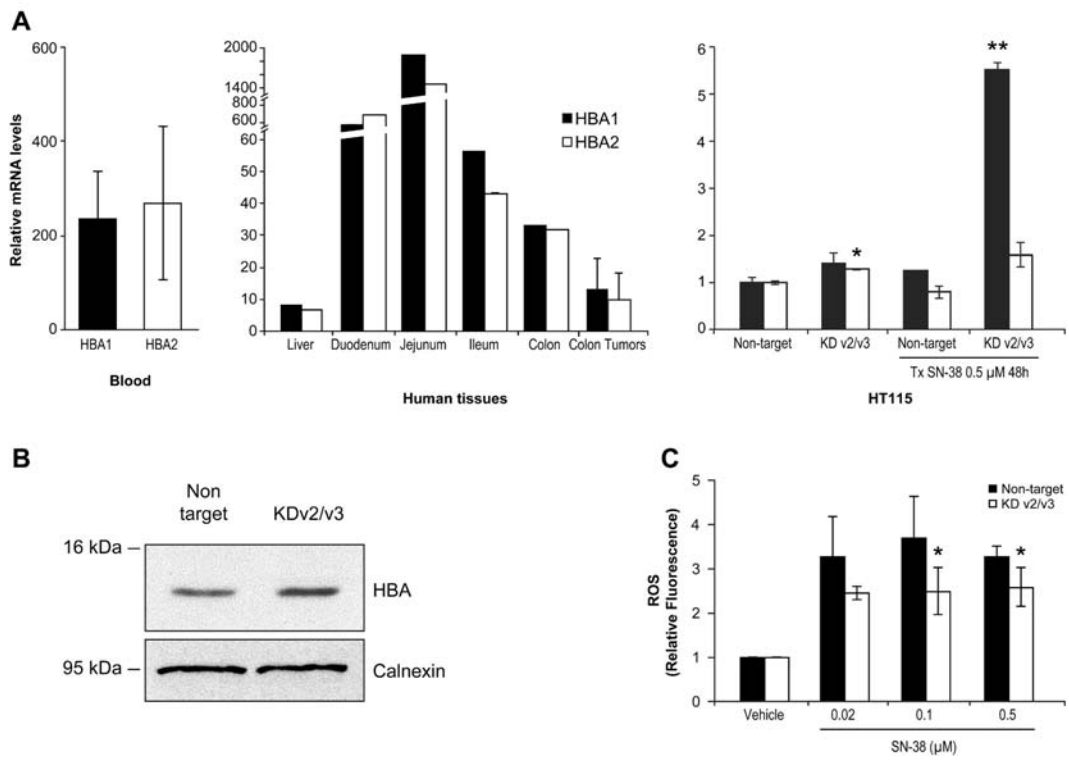 A
Relative mRNA levels
600
400
200
0
HBA1
HBA2
Blood
2000
1400
800
600
60
50
40
30
20
10
0
HBA1
HBA2
Liver
Duodenum
Jejunum
Ileum
Colon
Colon Tumors
Human tissues
6
5
4
3
2
1
0
*
**
Non-target
KD v2/v3
Non-target
KD v2/v3
Tx SN-38 0.5 µM 48h
HT115
B
Non
target
KDv2/v3
16 kDa
HBA
95 kDa
Calnexin
C
ROS
(Relative Fluorescence)
5
4
3
2
1
0
Non-target
KD v2/v3
*
*
Vehicle
0.02
0.1
0.5
SN-38 (µM)